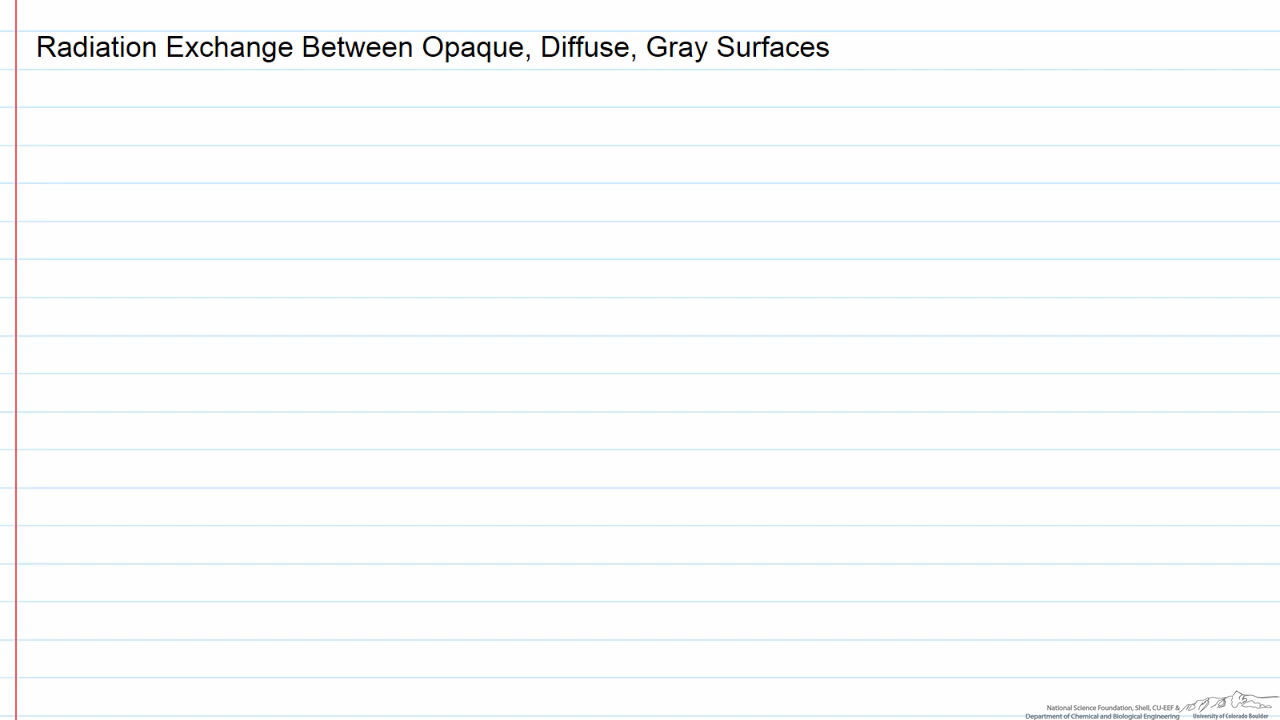 Radiation Exchange Between Opaque, Diffuse, Gray Surfaces
National Science Foundation, Shell, CU-EEF &
Department of Chemical and Biological Engineering
University of Colorado Boulder